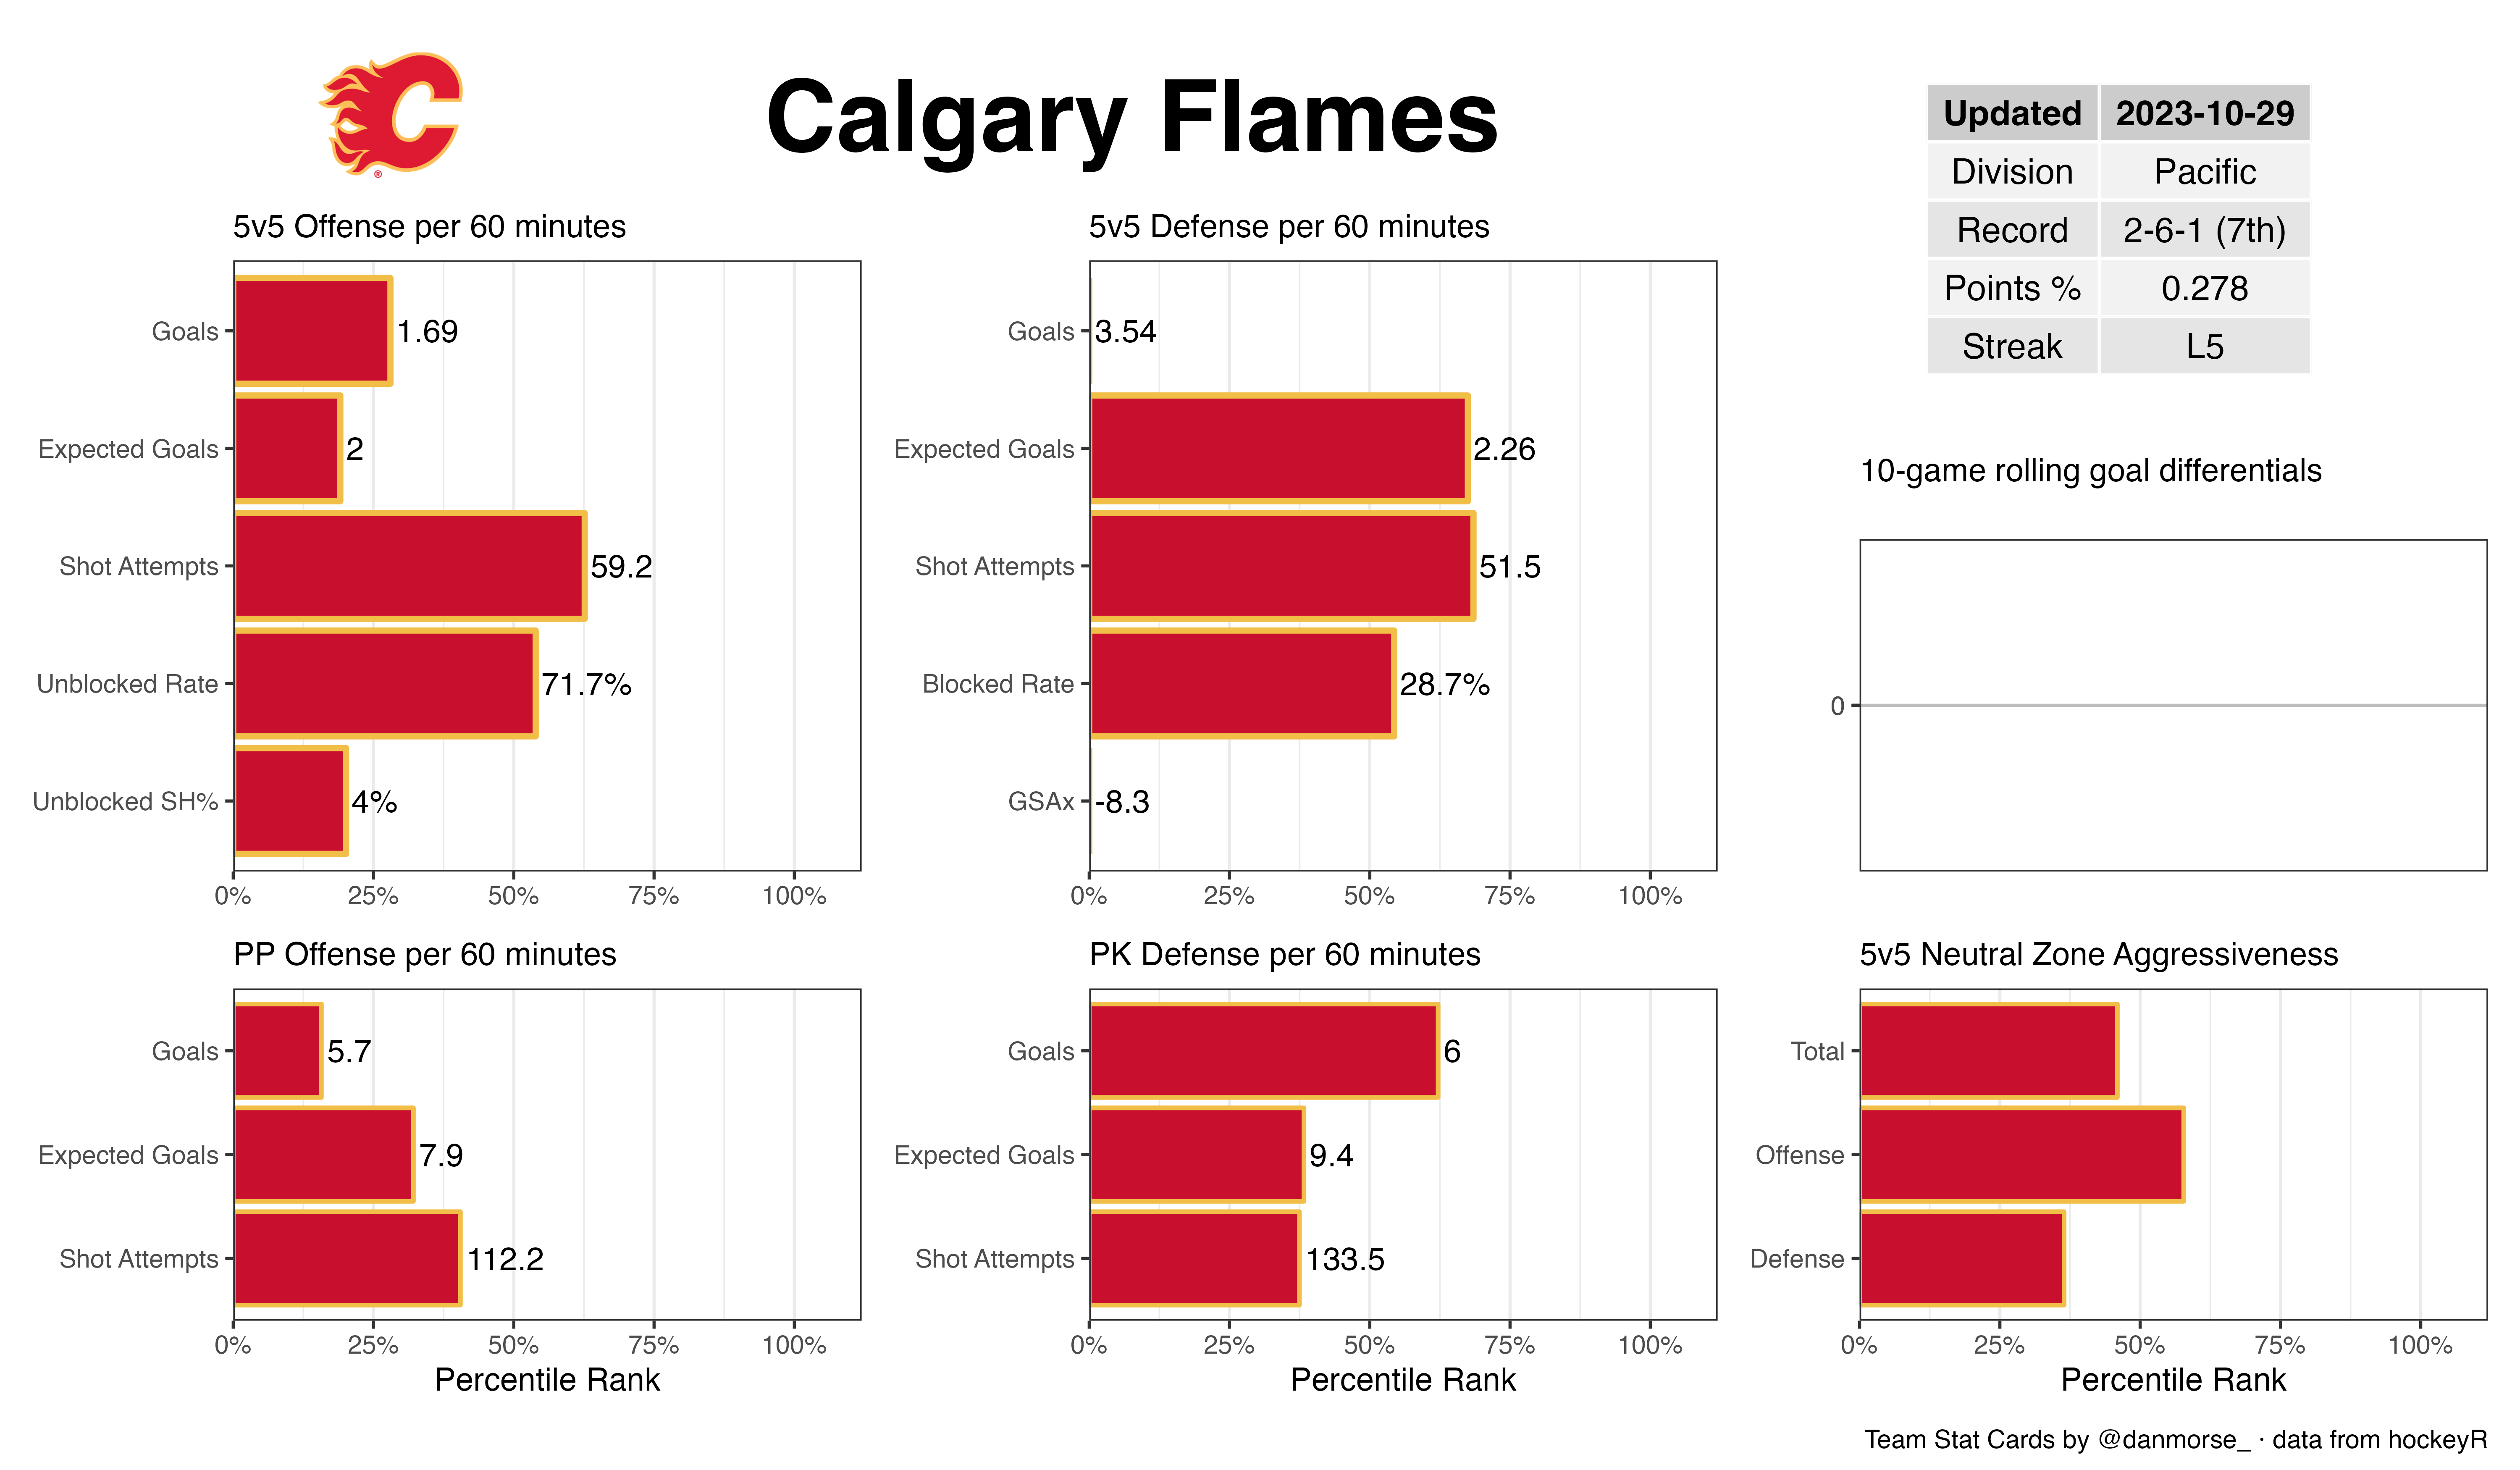 Calgary Flames
Updated 2023-10-29
Division Pacific
Record 2-6-1 (7th)
Points % 0.278
Streak L5
5v5 Offense per 60 minutes
Goals 1.69
Expected Goals 2
Shot Attempts 59.2
Unblocked Rate 71.7%
Unblocked SH% 4%
0% 25% 50% 75% 100%
5v5 Defense per 60 minutes
Goals 3.54
Expected Goals 2.26
Shot Attempts 51.5
Blocked Rate 28.7%
GSAx -8.3
0% 25% 50% 75% 100%
10-game rolling goal differentials
0
PP Offense per 60 minutes
Goals 5.7
Expected Goals 7.9
Shot Attempts 112.2
0% 25% 50% 75% 100%
Percentile Rank
PK Defense per 60 minutes
Goals 6
Expected Goals 9.4
Shot Attempts 133.5
0% 25% 50% 75% 100%
Percentile Rank
5v5 Neutral Zone Aggressiveness
Total
Offense
Defense
0% 25% 50% 75% 100%
Percentile Rank
Team Stat Cards by @danmorse_ · data from hockeyR